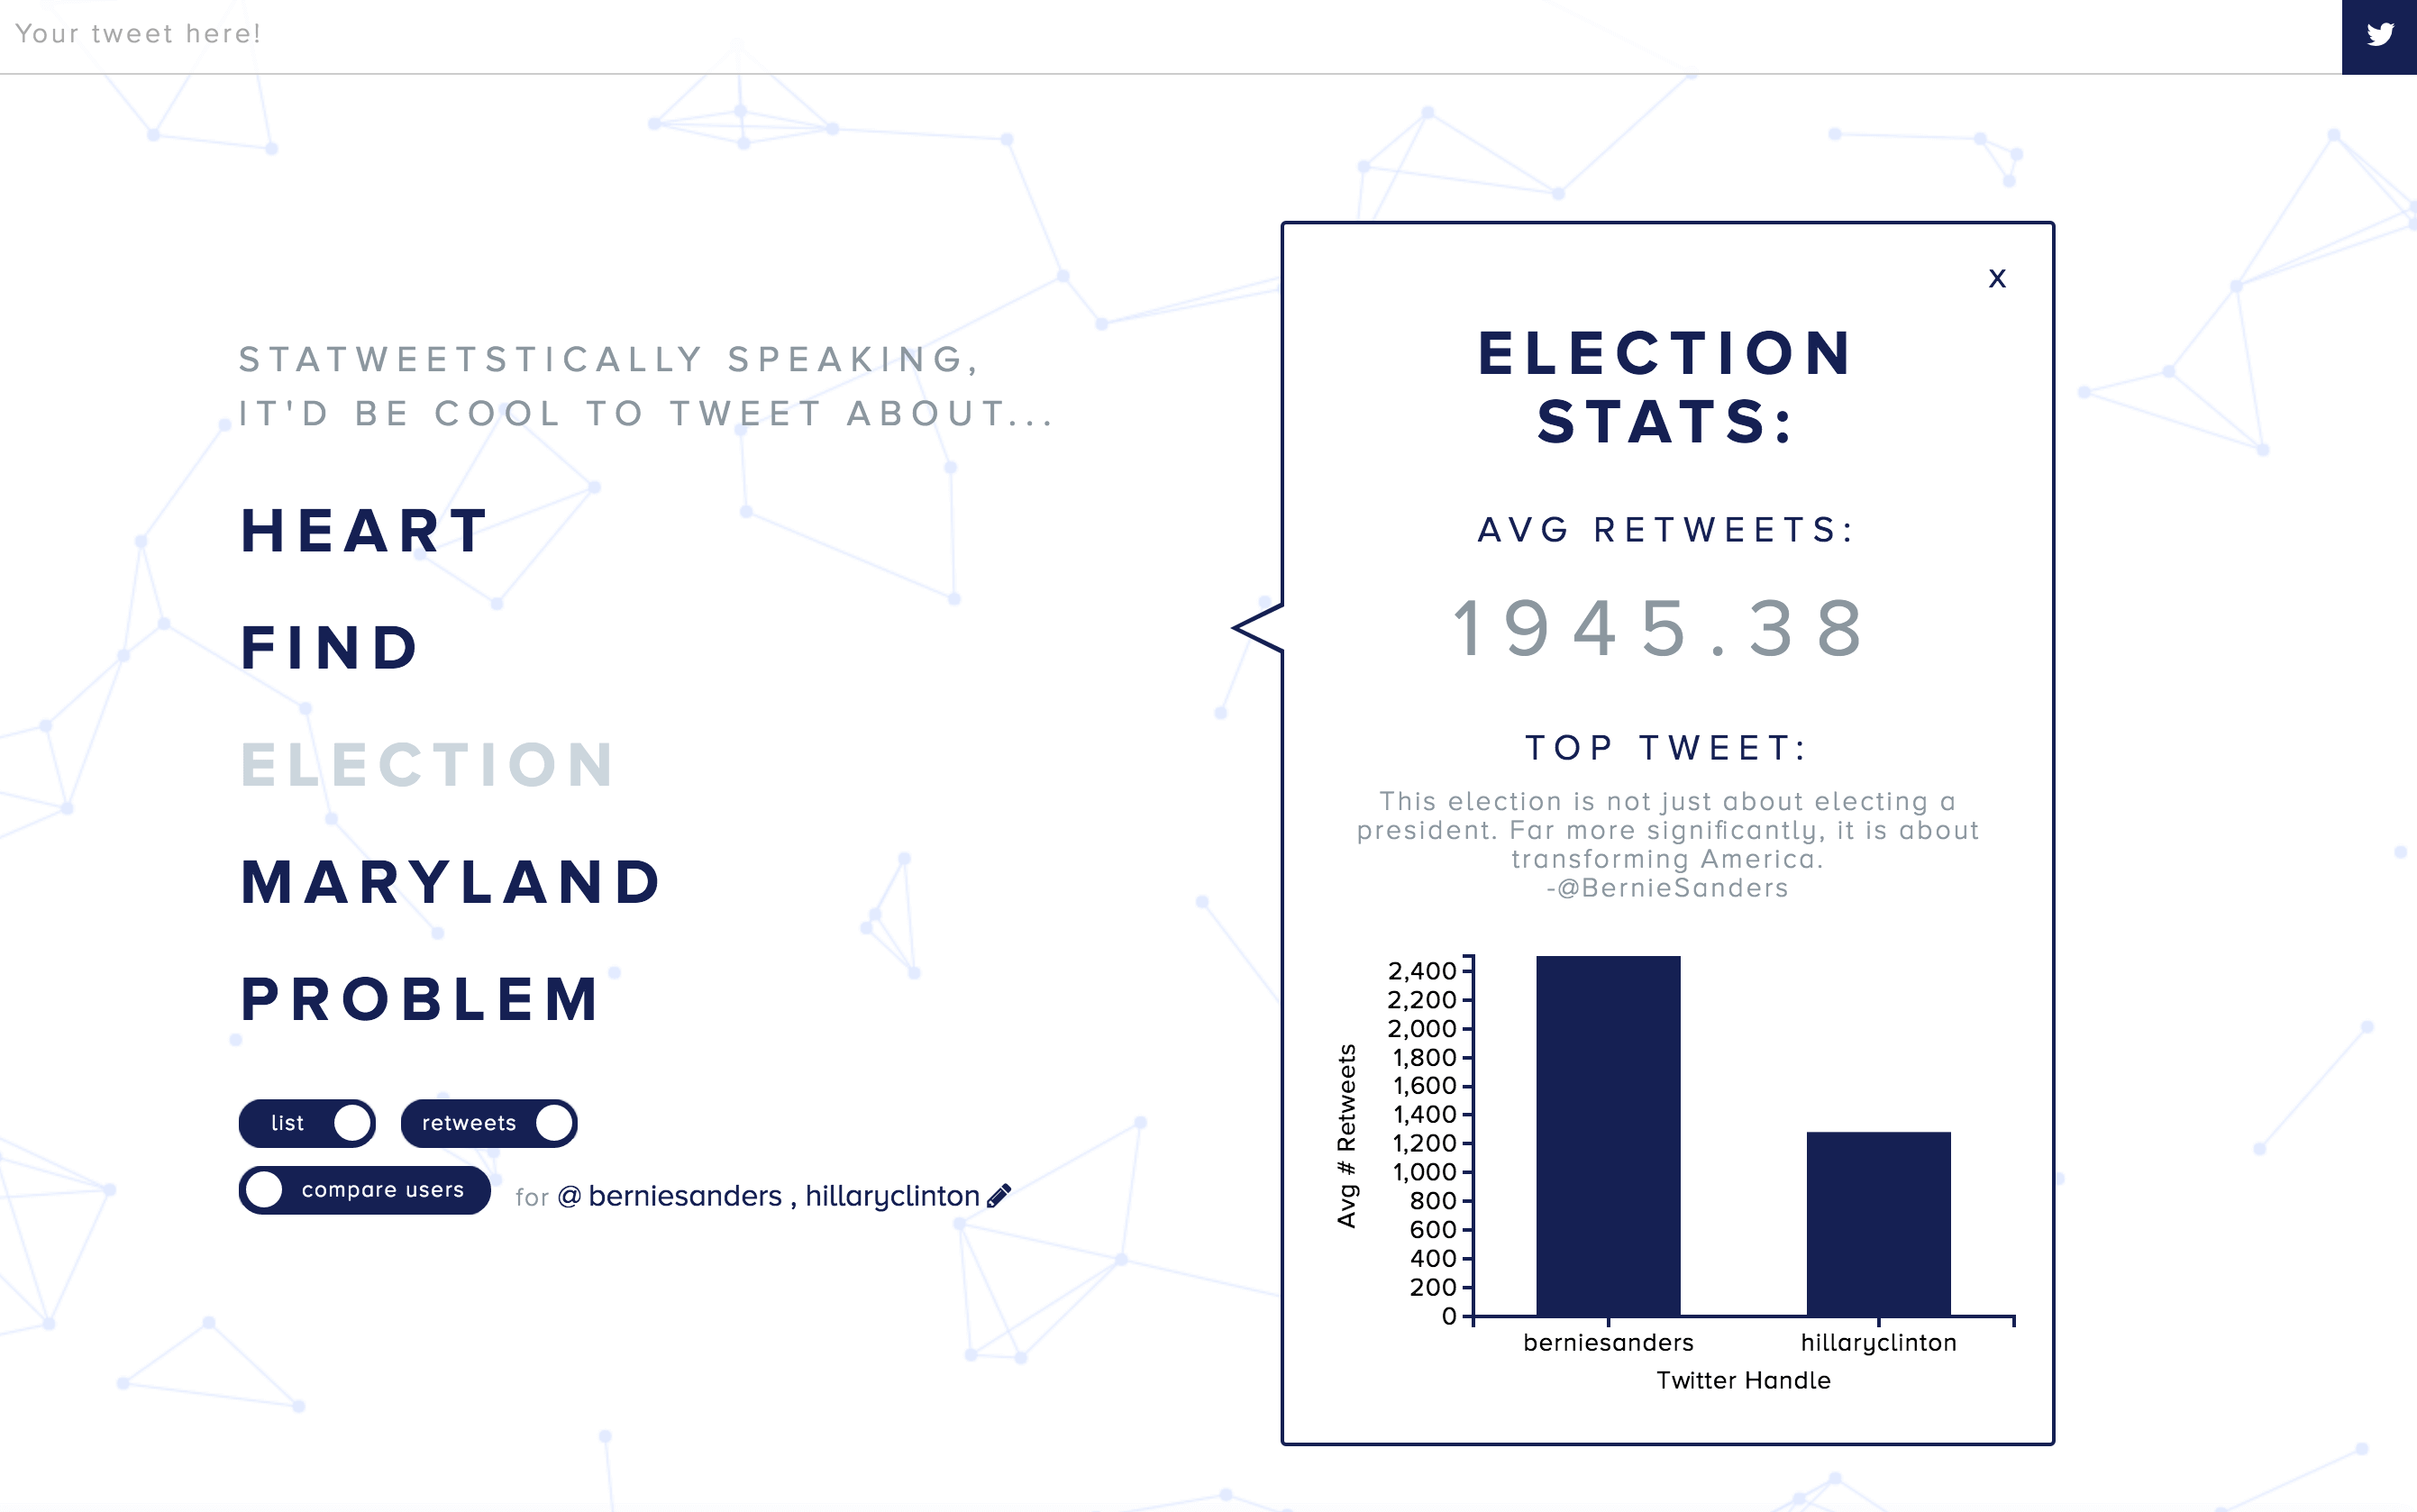 Your tweet here!
STATWEETSTICALLY SPEAKING,
IT'D BE COOL TO TWEET ABOUT...
HEART
FIND
ELECTION
MARYLAND
PROBLEM
list
retweets
compare users
for @ berniesanders , hillaryclinton
x
ELECTION
STATS:
AVG RETWEETS:
1945.38
TOP TWEET:
This election is not just about electing a
president. Far more significantly, it is about
transforming America.
-@BernieSanders
Avg # Retweets
2,400
2,200
2,000
1,800
1,600
1,400
1,200
1,000
800
600
400
200
0
berniesanders
hillaryclinton
Twitter Handle